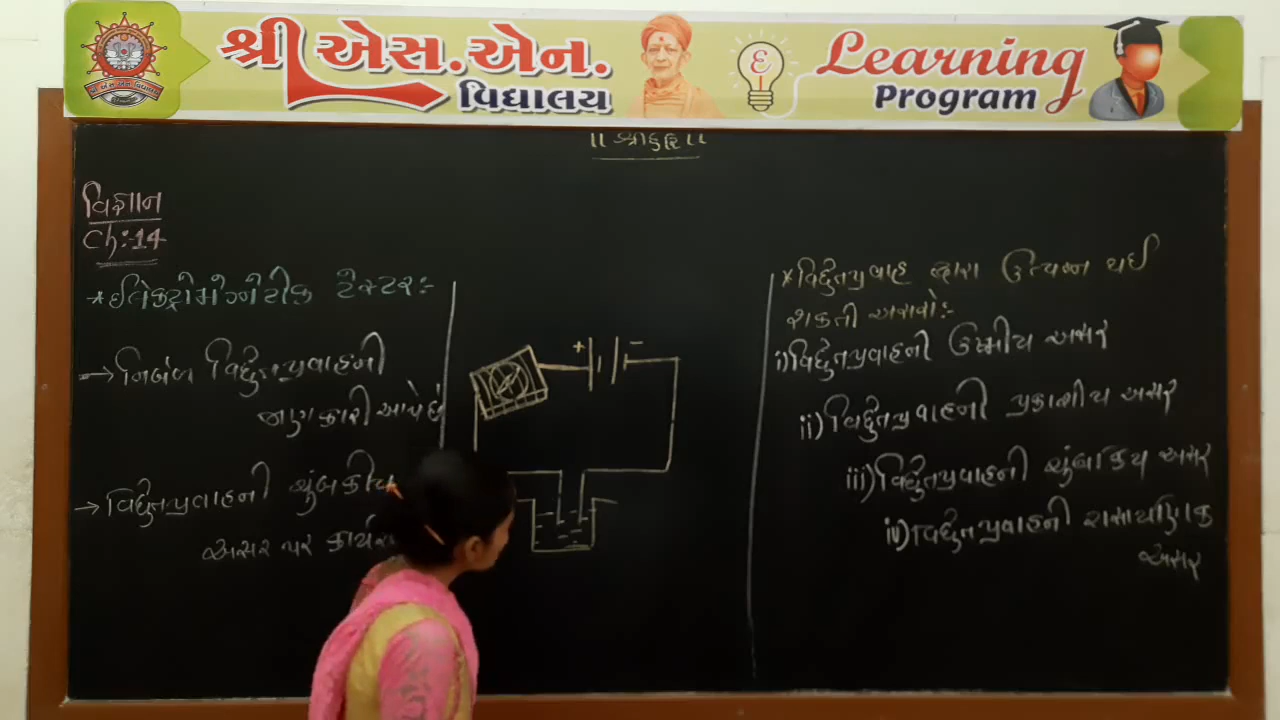 શ્રી એસ.એન.
વિદ્યાલય
Learning
Program
॥ શ્રીહરિ ॥
વિજ્ઞાન
Ch:-14
*ઈલેક્ટ્રોમેગ્નેટીક ટેસ્ટર:-
→ નિર્બળ વિદ્યુતપ્રવાહની
જાણકારી આપે છે
→ વિદ્યુતપ્રવાહની ચુંબકીય
અસર પર
+ -
*વિદ્યુતપ્રવાહ દ્વારા ઉત્પન્ન થઈ
શકતી અસરો:-
i) વિદ્યુતપ્રવાહની ઉષ્મીય અસર
ii) વિદ્યુતપ્રવાહની પ્રકાશીય અસર
iii) વિદ્યુતપ્રવાહની ચુંબકિય અસર
iv) વિદ્યુતપ્રવાહની રાસાયણિક
અસર